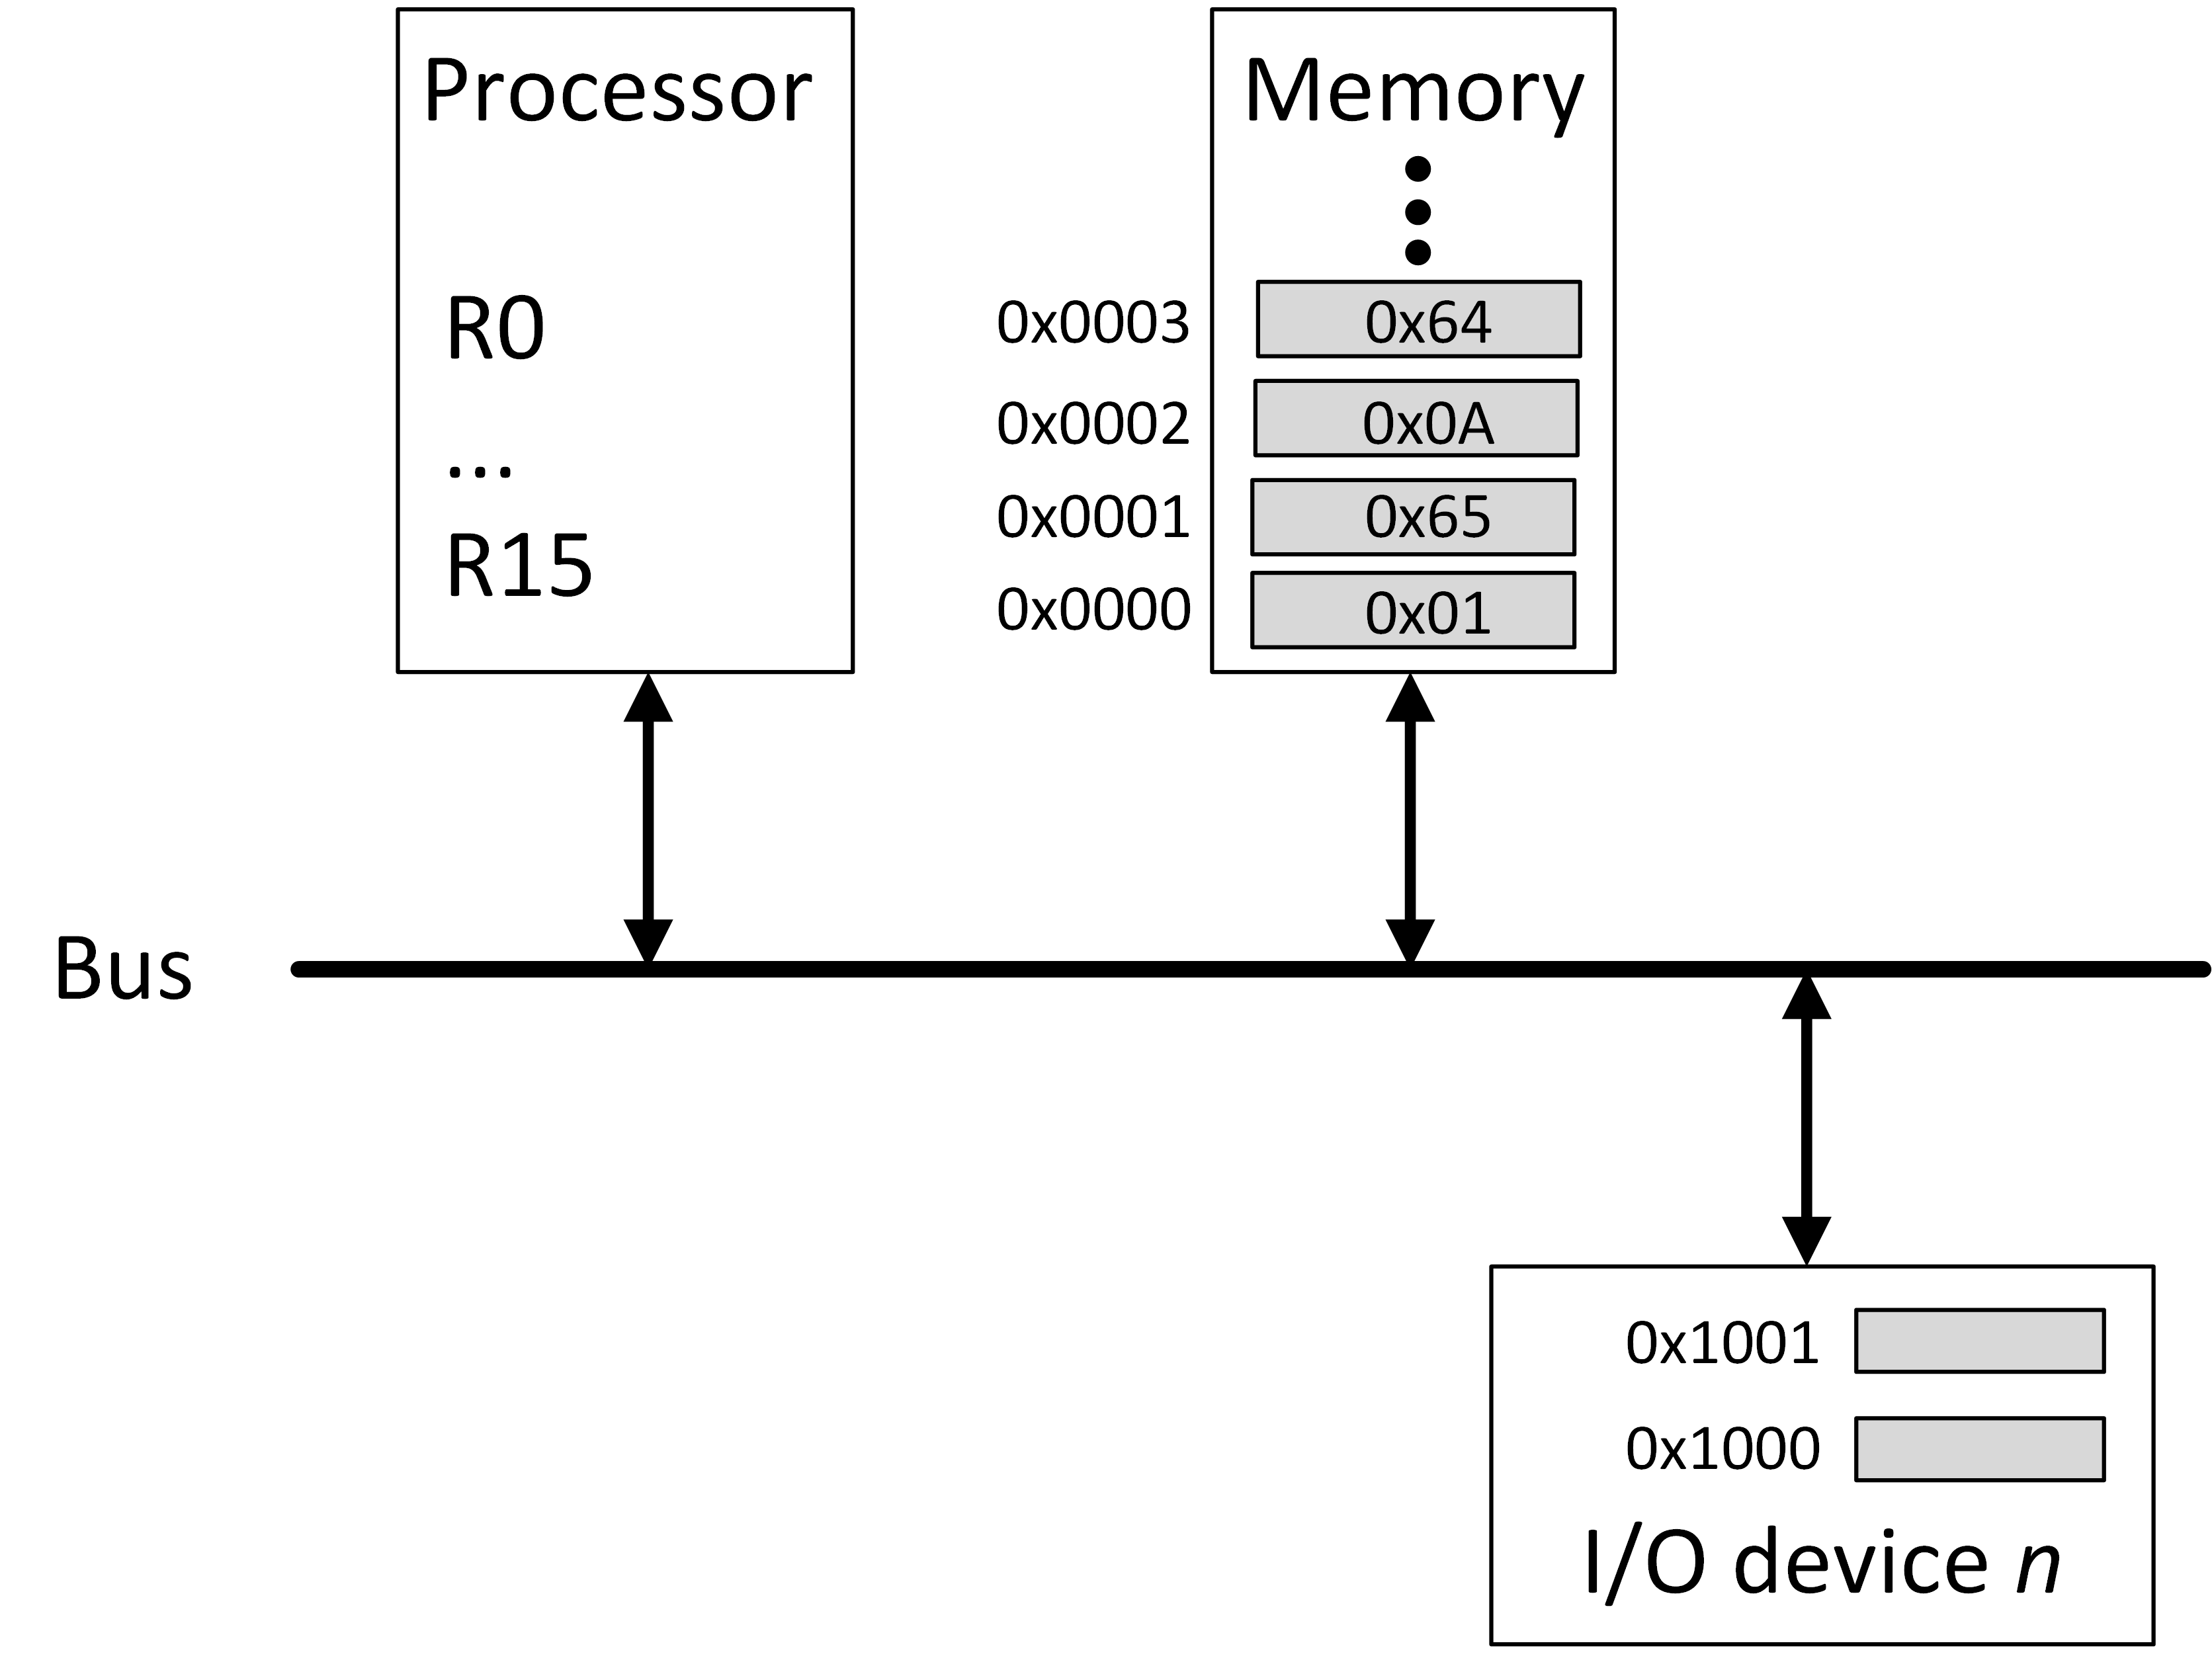 Processor
R0
...
R15
Memory
0x0003 0x64
0x0002 0x0A
0x0001 0x65
0x0000 0x01
Bus
0x1001
0x1000
I/O device n